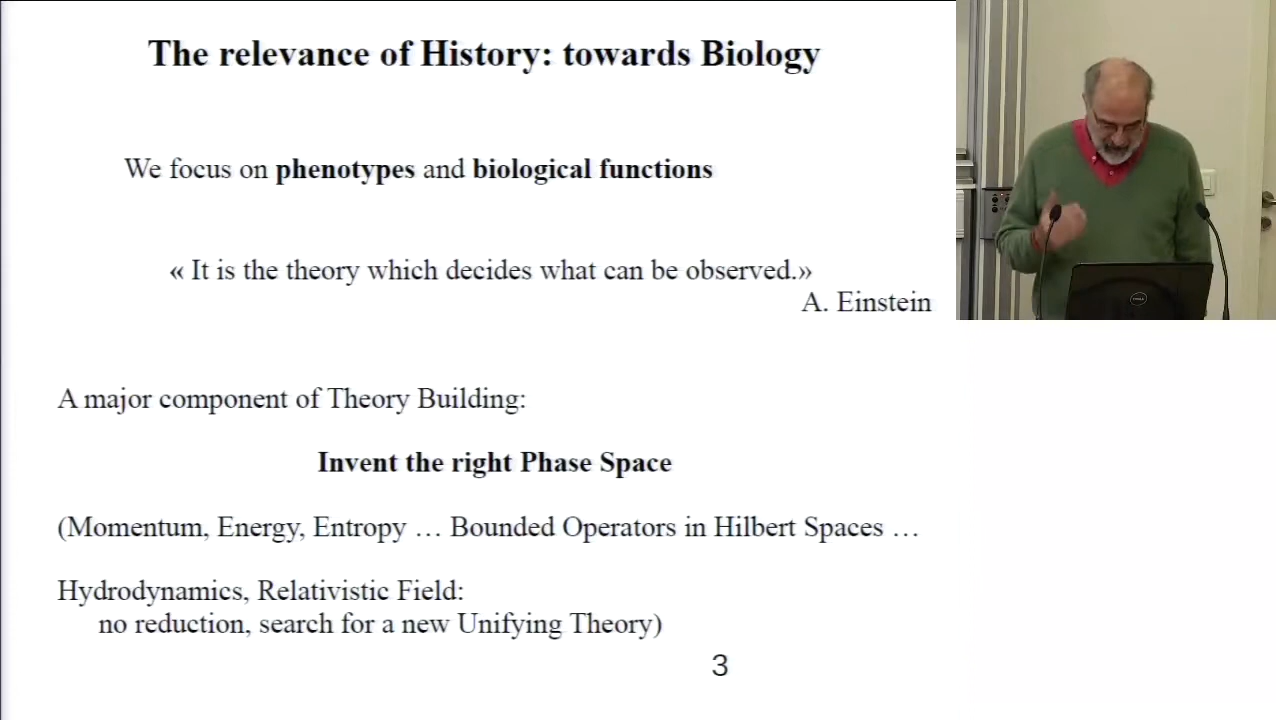 The relevance of History: towards Biology
We focus on phenotypes and biological functions
« It is the theory which decides what can be observed.»
A. Einstein
A major component of Theory Building:
Invent the right Phase Space
(Momentum, Energy, Entropy … Bounded Operators in Hilbert Spaces …
Hydrodynamics, Relativistic Field:
no reduction, search for a new Unifying Theory)
3